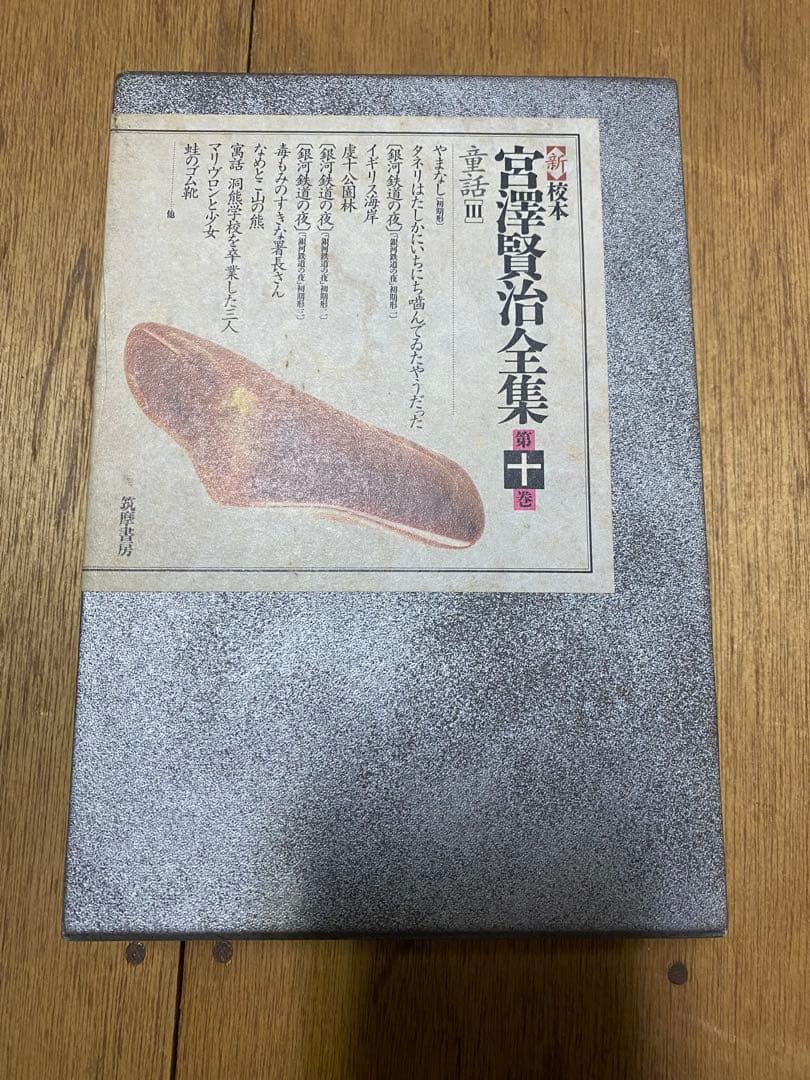 【新】校本
宮澤賢治全集
第十巻
童話［Ⅲ］
やまなし［初期形］
タネリはたしかにいちにち噛んでゐたやうだった
［銀河鉄道の夜］［「銀河鉄道の夜」初期形一］
イギリス海岸
虔十公園林
［銀河鉄道の夜］［「銀河鉄道の夜」初期形二］
［銀河鉄道の夜］［「銀河鉄道の夜」初期形三］
毒もみのすきな署長さん
なめとこ山の熊
寓話 洞熊学校を卒業した三人
マリヴロンと少女
蛙のゴム靴
他
筑摩書房